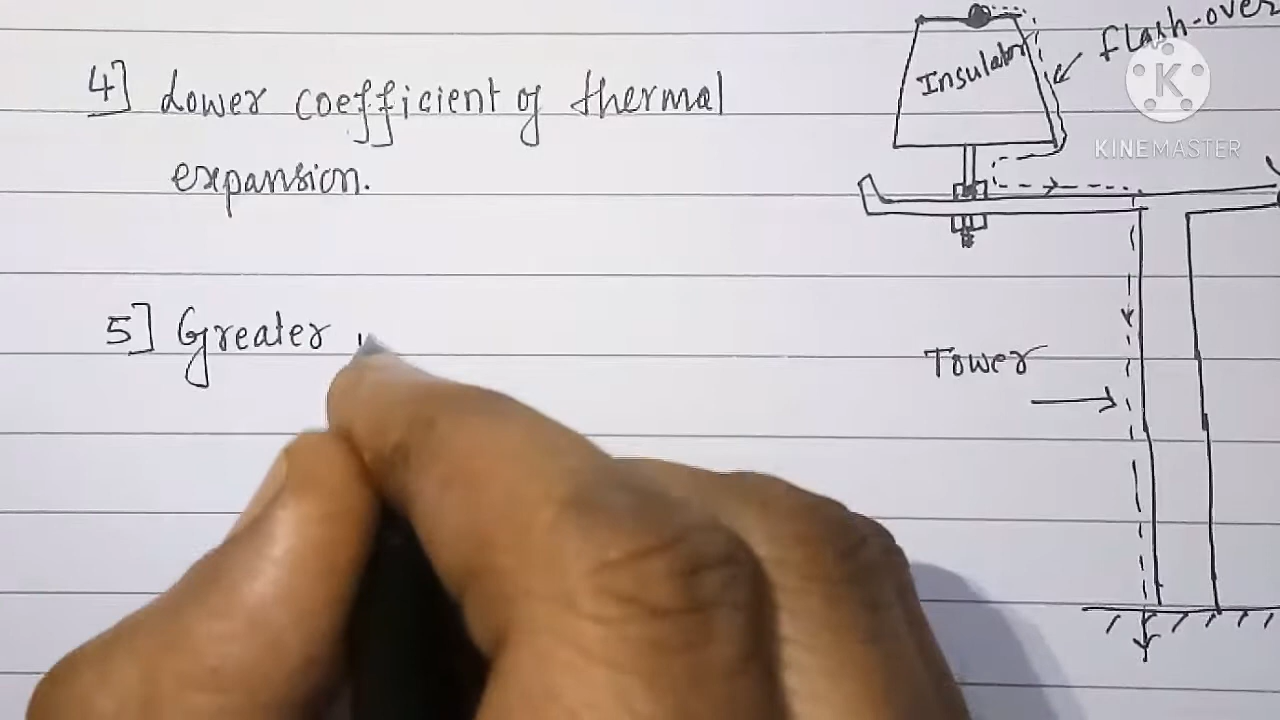 4] Lower coefficient of thermal
expansion.
5] Greater
Insulator
flash-over
K
KINEMASTER
Tower